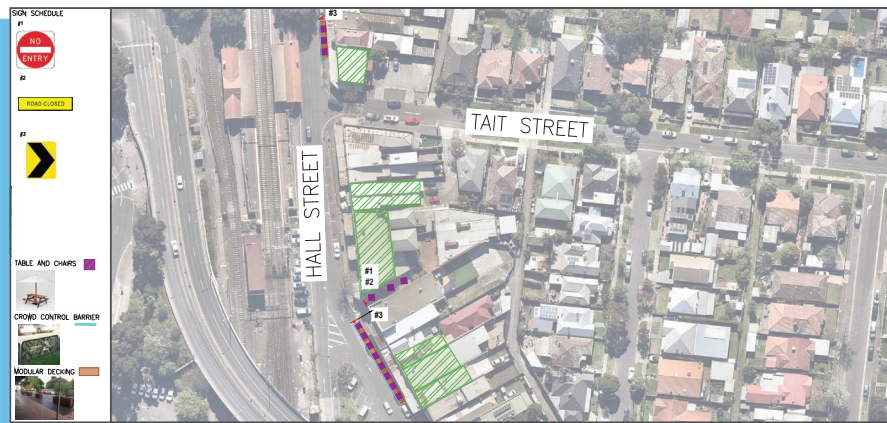 SIGN SCHEDULE
#1
NO
ENTRY
#2
ROAD CLOSED
#3
TABLE AND CHAIRS
CROWD CONTROL BARRIER
MODULAR DECKING
#3
TAIT STREET
HALL STREET
#1
#2
#3